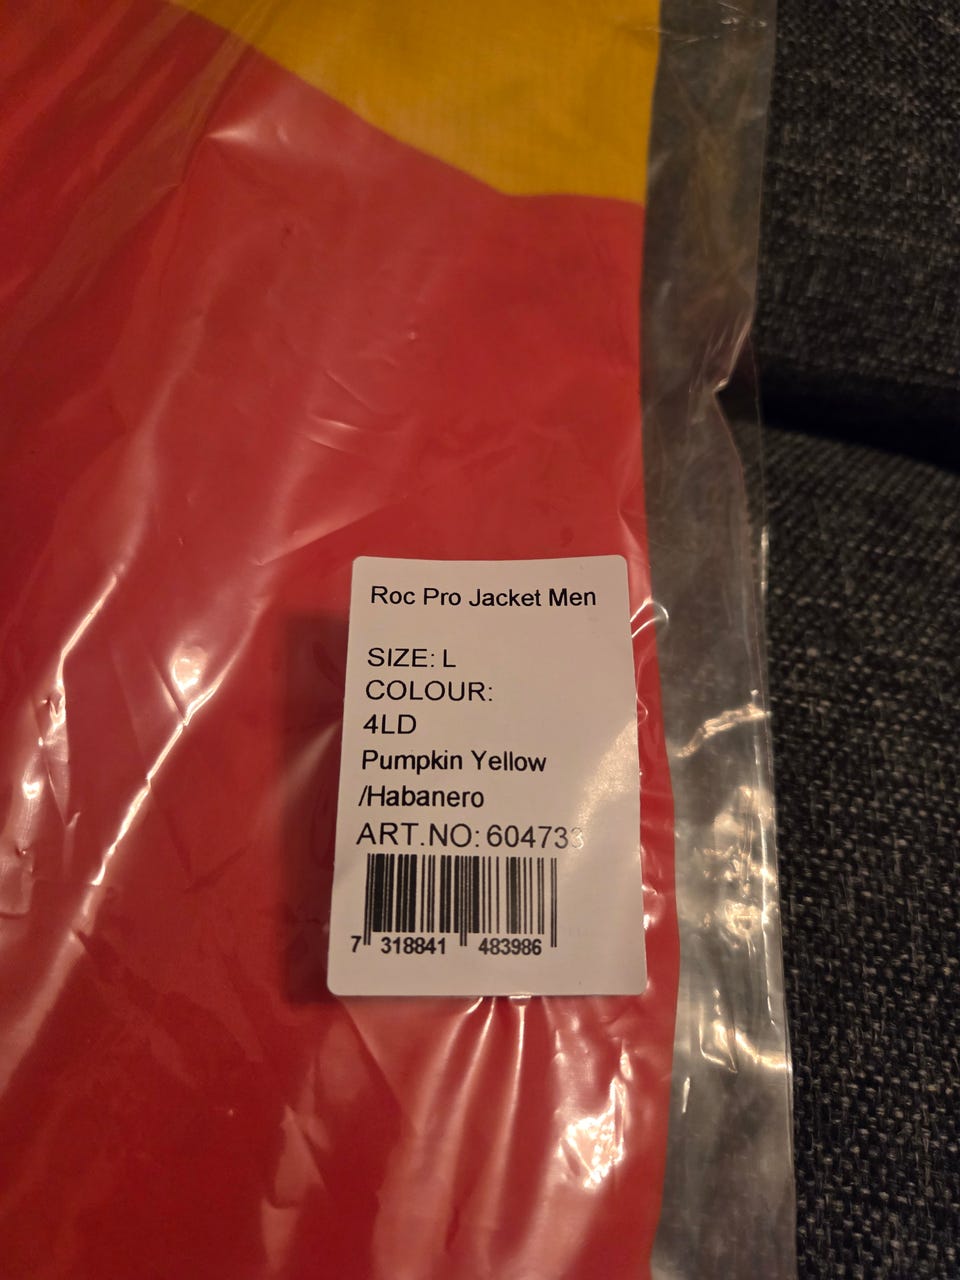 Roc Pro Jacket Men
SIZE: L
COLOUR:
4LD
Pumpkin Yellow
/Habanero
ART.NO: 604733
7 318841 483986